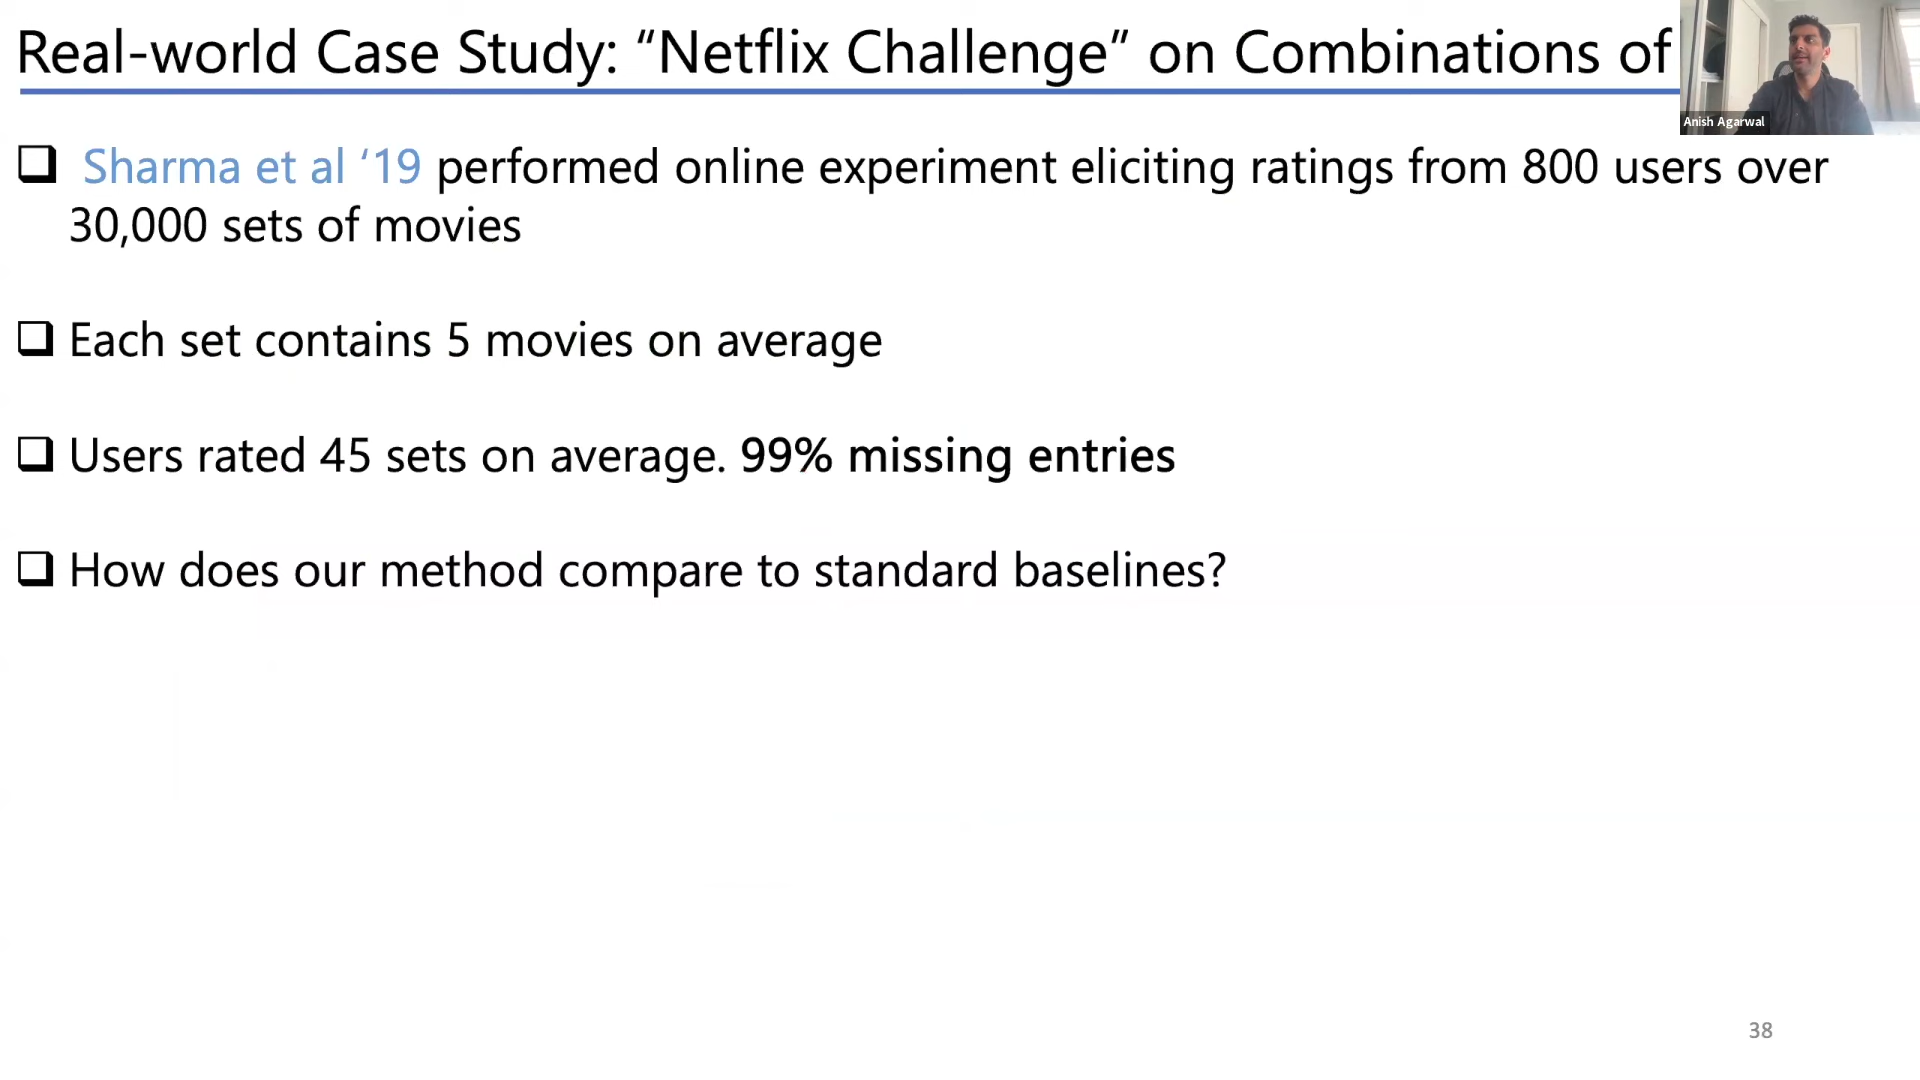 Real-world Case Study: “Netflix Challenge” on Combinations of
Anish Agarwal
Sharma et al ‘19 performed online experiment eliciting ratings from 800 users over
30,000 sets of movies
Each set contains 5 movies on average
Users rated 45 sets on average. 99% missing entries
How does our method compare to standard baselines?
38